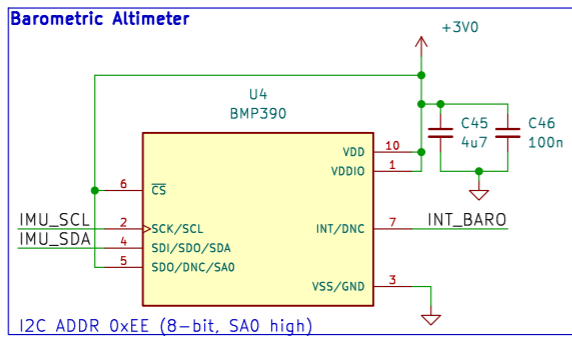 Barometric Altimeter
+3V0
U4
BMP390
C45
4u7
C46
100n
VDD 10
VDDIO 1
6 CS
IMU_SCL 2 SCK/SCL
INT/DNC 7 INT_BARO
IMU_SDA 4 SDI/SDO/SDA
5 SDO/DNC/SA0
VSS/GND 3
I2C ADDR 0xEE (8-bit, SA0 high)